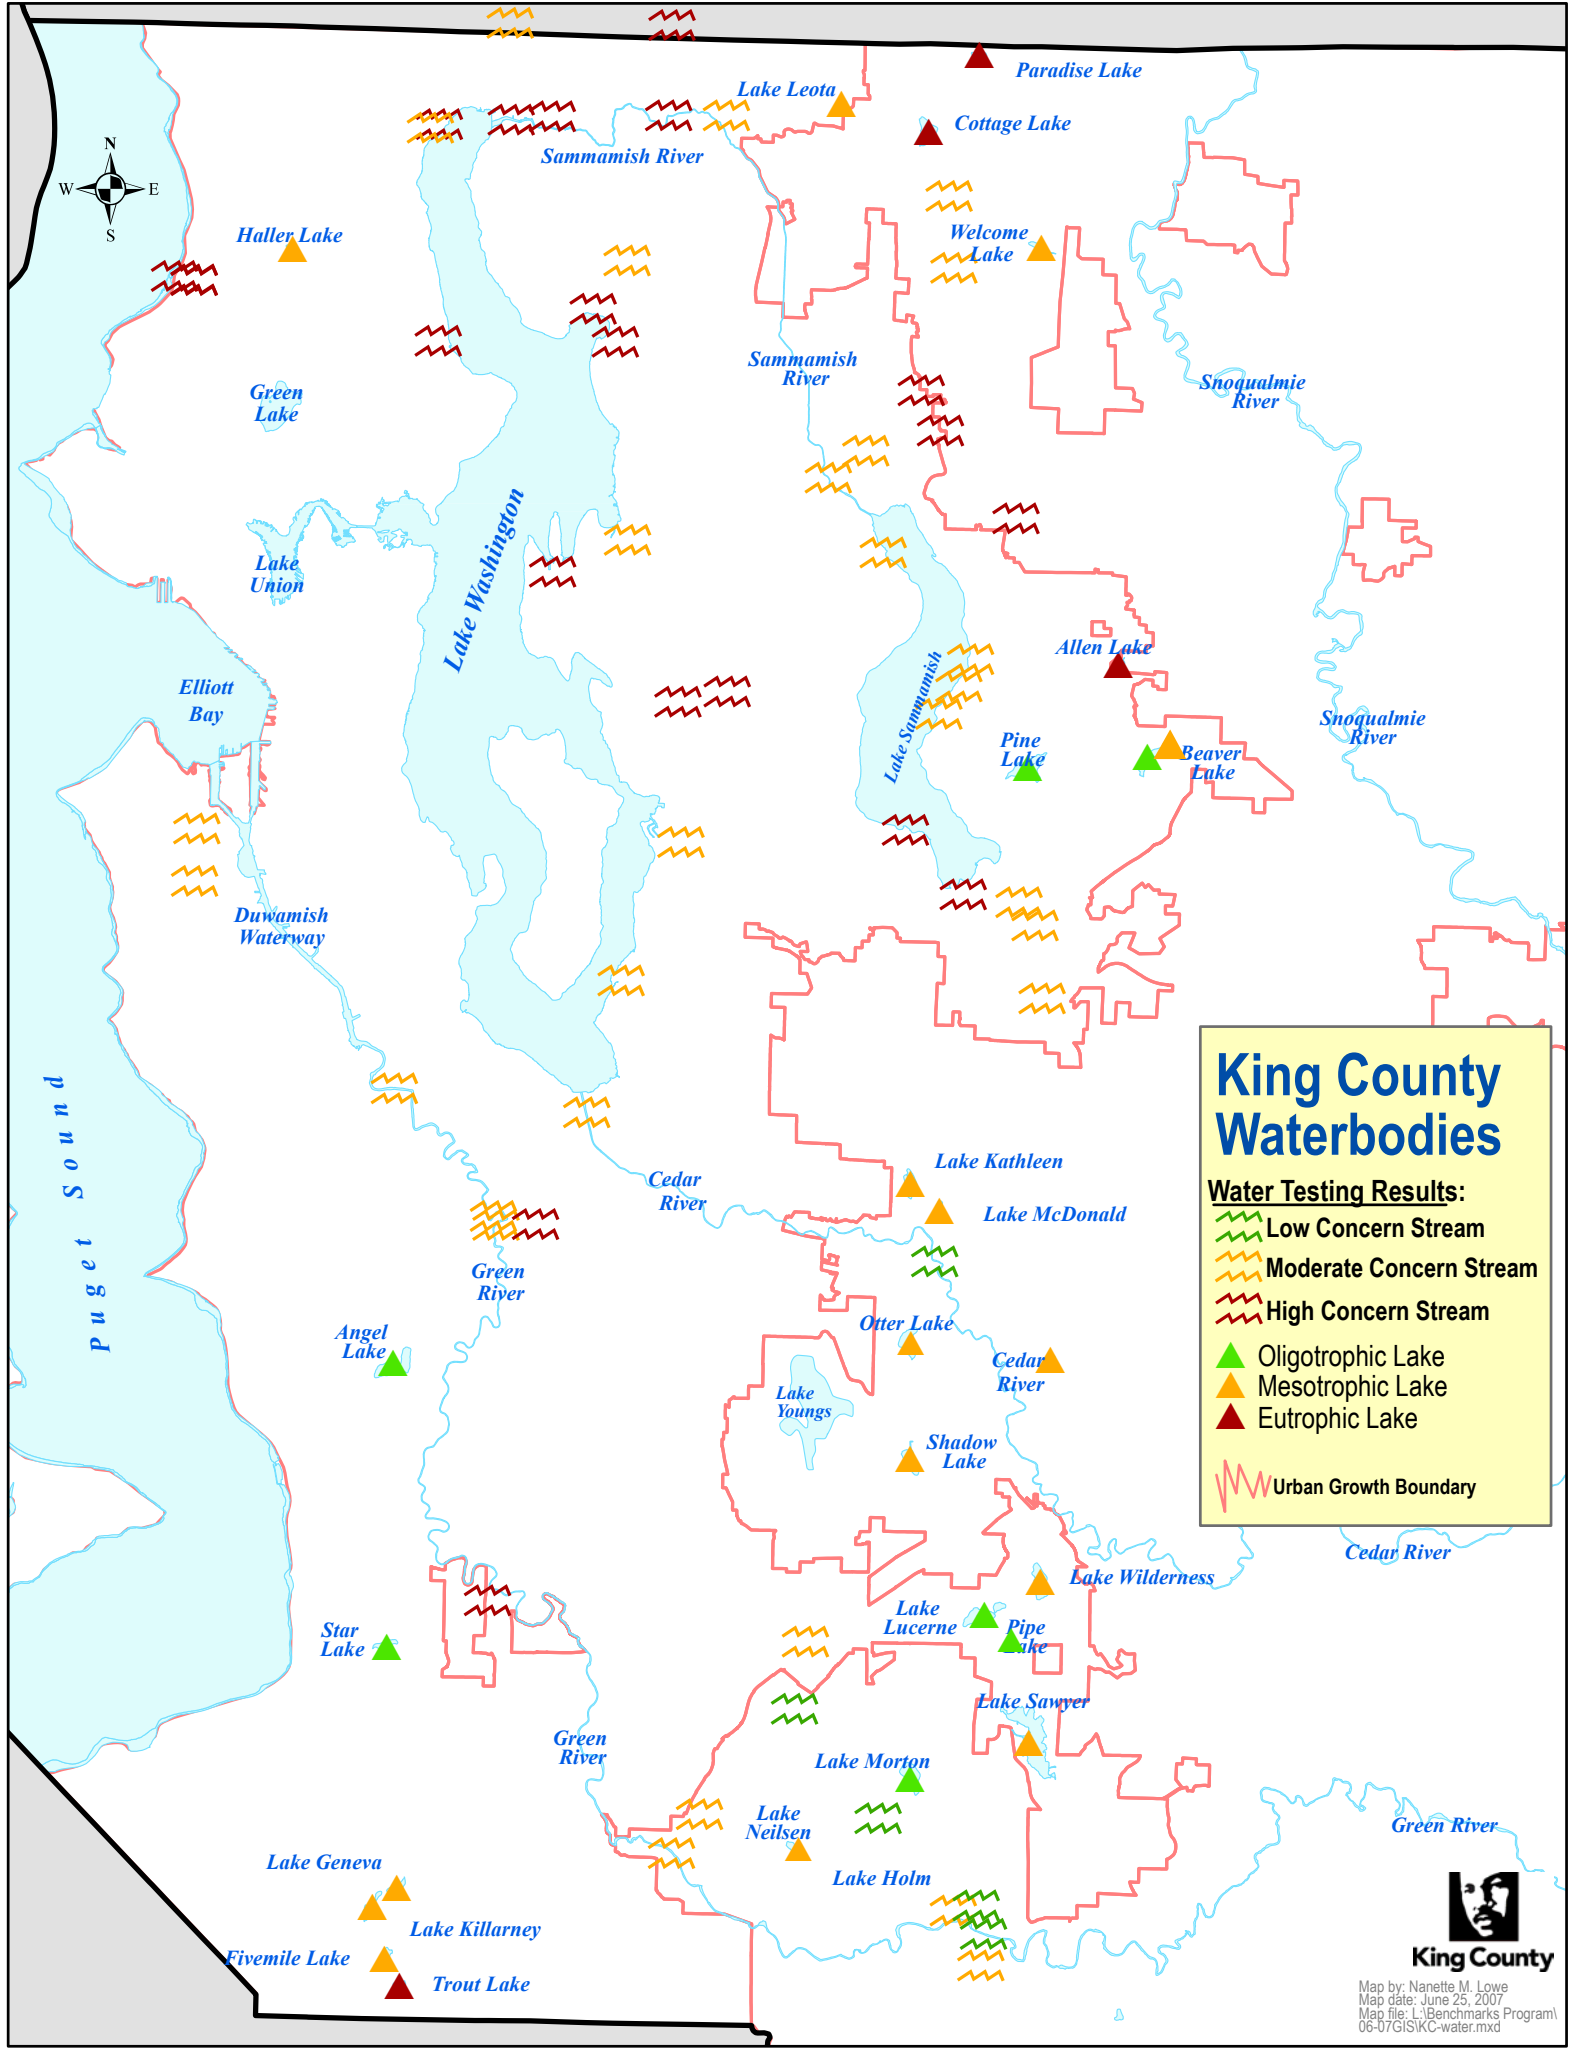 Paradise Lake
Lake Leota
Cottage Lake
Sammamish River
N
W
E
S
Haller Lake
Welcome
Lake
Sammamish
River
Snoqualmie
River
Green
Lake
Lake Washington
Lake
Union
Allen Lake
Lake Sammamish
Elliott
Bay
Snoqualmie
River
Pine
Lake
Beaver
Lake
Duwamish
Waterway
Puget Sound
King County
Waterbodies
Water Testing Results:
Low Concern Stream
Moderate Concern Stream
High Concern Stream
Oligotrophic Lake
Mesotrophic Lake
Eutrophic Lake
Urban Growth Boundary
Lake Kathleen
Cedar
River
Lake McDonald
Green
River
Otter Lake
Angel
Lake
Cedar
River
Lake
Youngs
Shadow
Lake
Cedar River
Lake Wilderness
Lake
Lucerne
Pipe
Lake
Star
Lake
Lake Sawyer
Green
River
Lake Morton
Lake
Neilsen
Green River
Lake Geneva
Lake Holm
Lake Killarney
Fivemile Lake
Trout Lake
King County
Map by: Nanette M. Lowe
Map date: June 25, 2007
Map file: L:\Benchmarks Program\
06-07GIS\KC-water.mxd